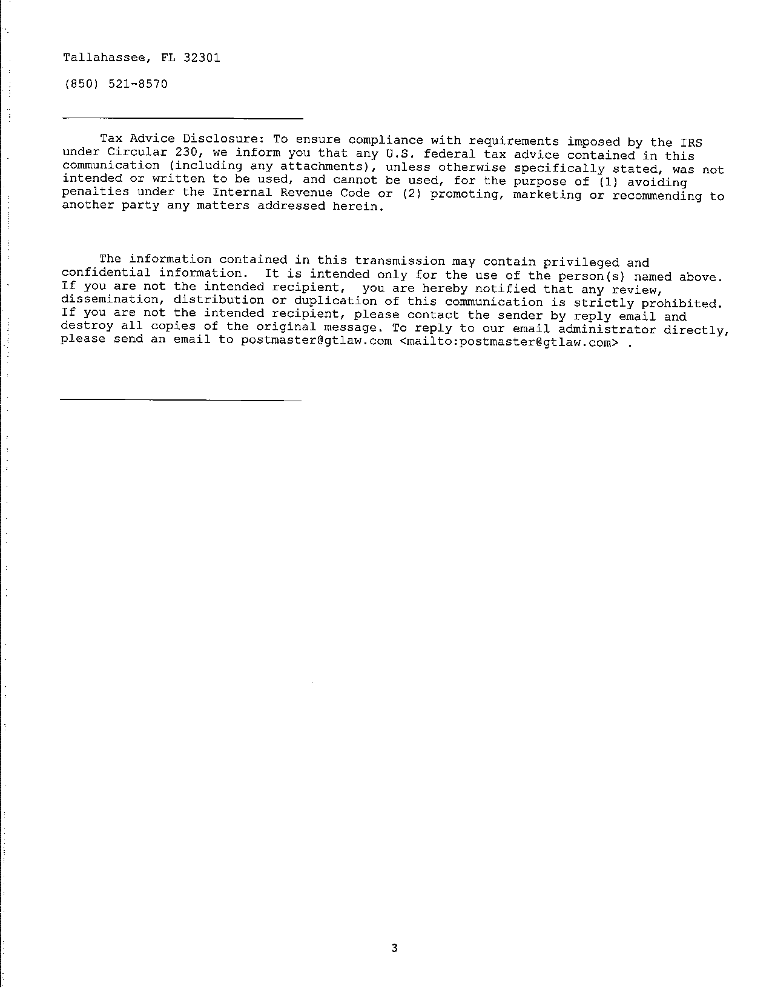 Tallahassee, FL 32301
(850) 521-8570
Tax Advice Disclosure: To ensure compliance with requirements imposed by the IRS
under Circular 230, we inform you that any U.S. federal tax advice contained in this
communication (including any attachments), unless otherwise specifically stated, was not
intended or written to be used, and cannot be used, for the purpose of (1) avoiding
penalties under the Internal Revenue Code or (2) promoting, marketing or recommending to
another party any matters addressed herein.
The information contained in this transmission may contain privileged and
confidential information.  It is intended only for the use of the person(s) named above.
If you are not the intended recipient,  you are hereby notified that any review,
dissemination, distribution or duplication of this communication is strictly prohibited.
If you are not the intended recipient, please contact the sender by reply email and
destroy all copies of the original message. To reply to our email administrator directly,
please send an email to postmaster@gtlaw.com <mailto:postmaster@gtlaw.com> .
3